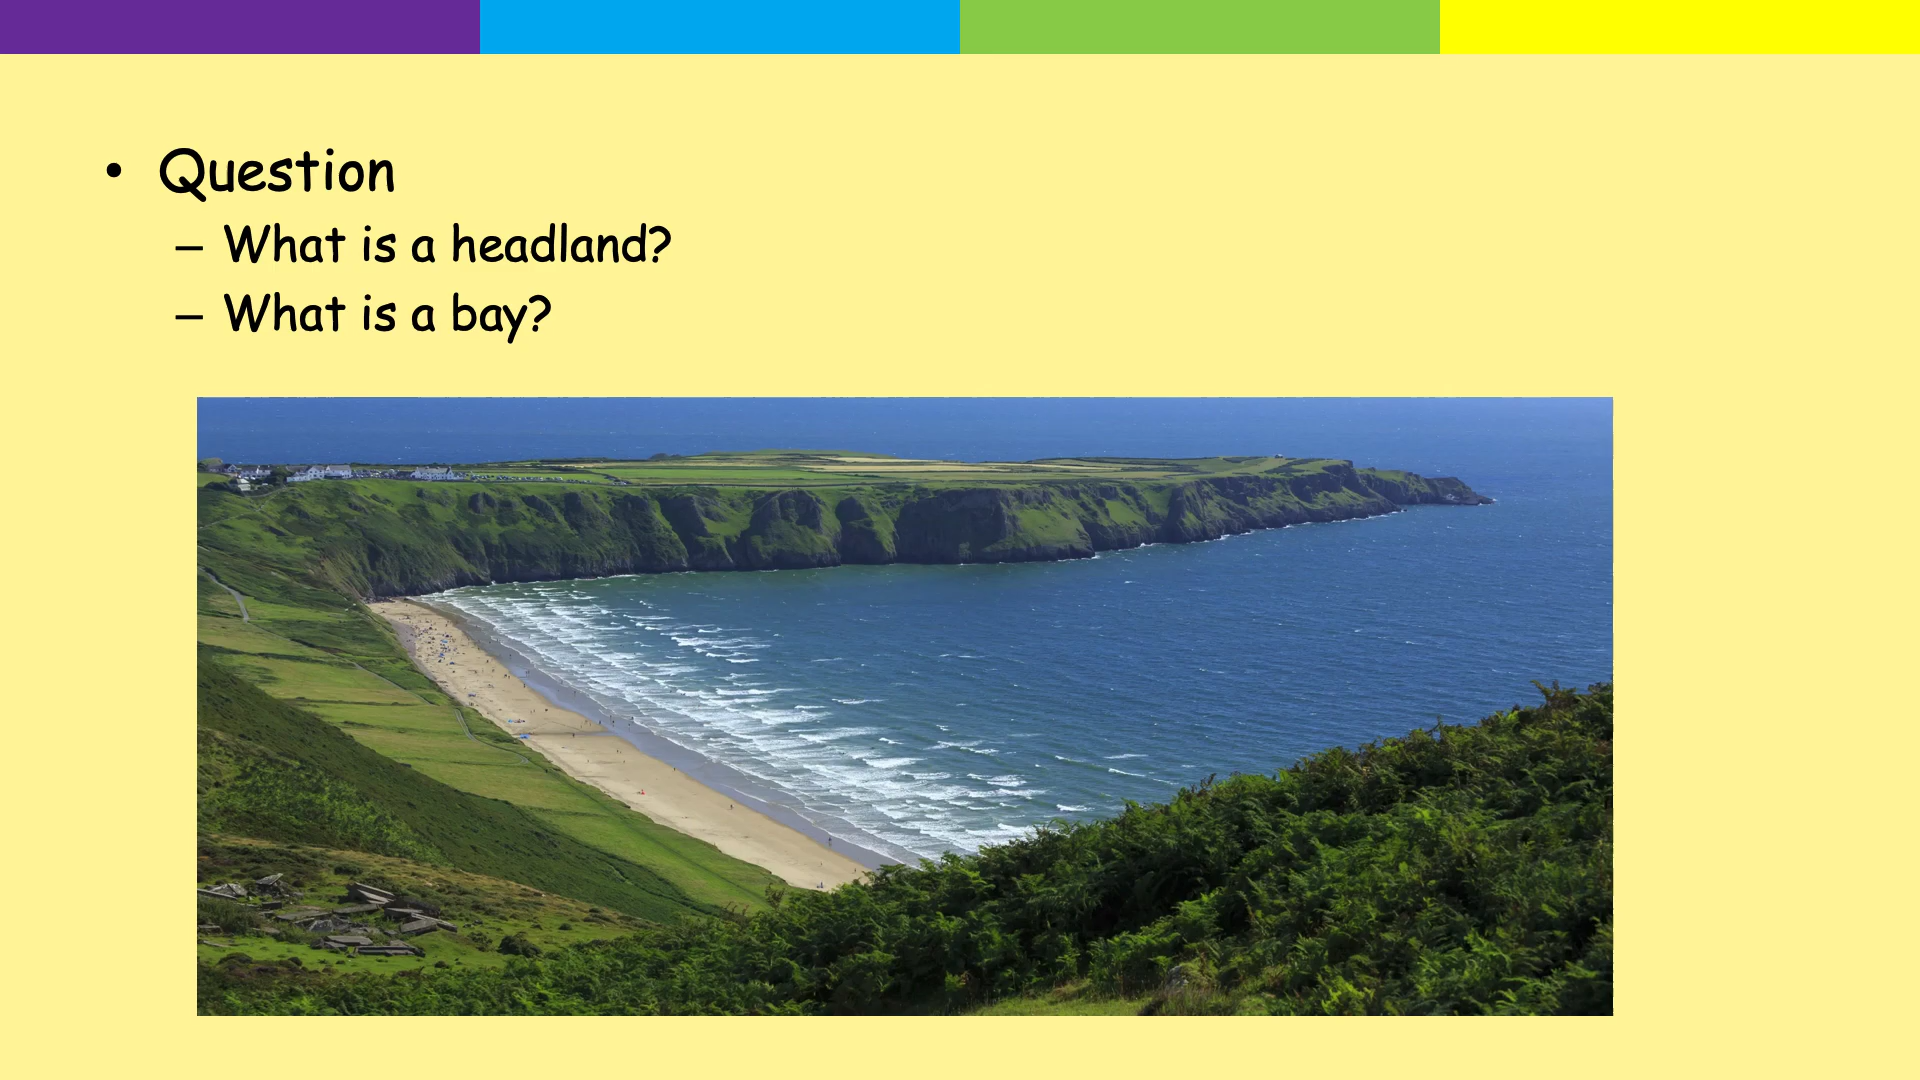 • Question
– What is a headland?
– What is a bay?